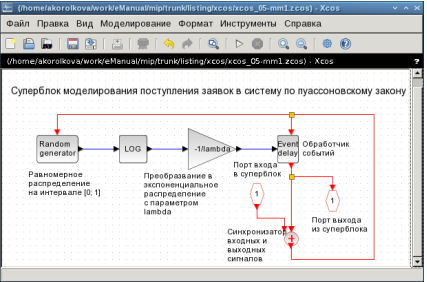 (/home/akorolkova/work/eManual/mip/trunk/listing/xcos/xcos_05-mm1.zcos) - Xcos
Файл Правка Вид Моделирование Формат Инструменты Справка
(/home/akorolkova/work/eManual/mip/trunk/listing/xcos/xcos_05-mm1.zcos) - Xcos ?
Суперблок моделирования поступления заявок в систему по пуассоновскому закону
Random
generator
LOG
-1/lambda
Event
delay
Обработчик
событий
Равномерное
распределение
на интервале [0; 1]
Преобразвание в
экспоненциальное
распределение
с параметром
lambda
Порт входа
в суперблок
1
1
Порт выхода
из суперблока
Синхронизатор
входных и
выходных
сигналов